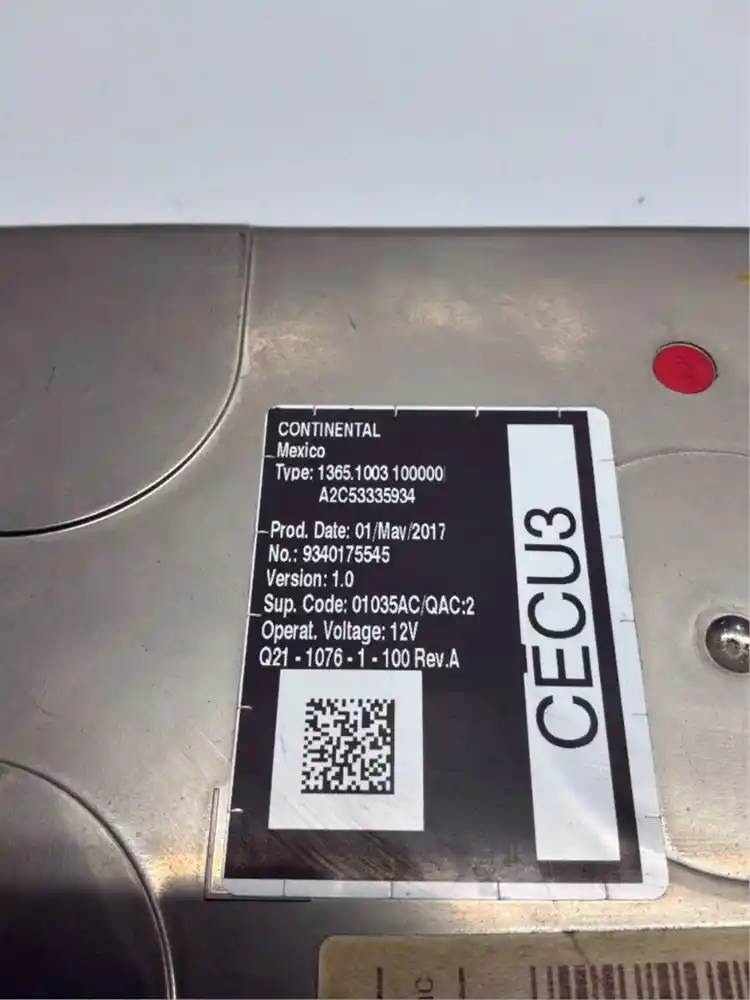 CONTINENTAL
Mexico
Type: 1365.1003 100000
A2C53335934
Prod. Date: 01/May/2017
No.: 9340175545
Version: 1.0
Sup. Code: 01035AC/QAC:2
Operat. Voltage: 12V
Q21 - 1076 - 1 - 100 Rev.A
CECU3